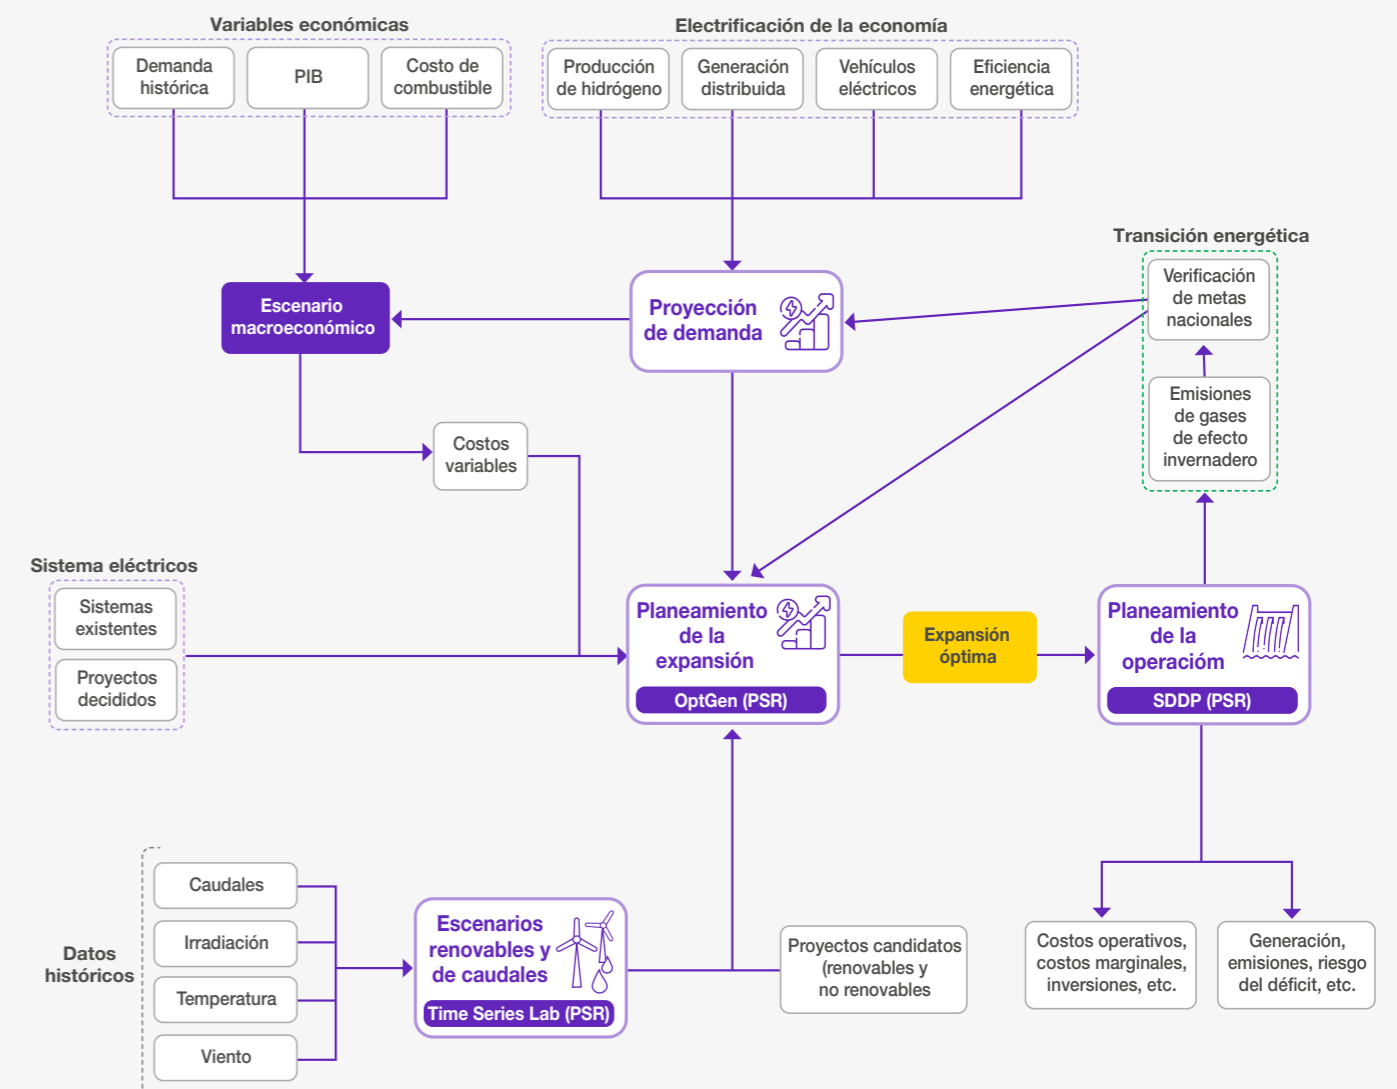 Variables económicas
Demanda
histórica
PIB
Costo de
combustible
Electrificación de la economía
Producción
de hidrógeno
Generación
distribuida
Vehículos
eléctricos
Eficiencia
energética
Transición energética
Verificación
de metas
nacionales
Emisiones
de gases
de efecto
invernadero
Escenario
macroeconómico
Proyección
de demanda
Costos
variables
Sistema eléctricos
Sistemas
existentes
Proyectos
decididos
Planeamiento
de la
expansión
OptGen (PSR)
Expansión
óptima
Planeamiento
de la
operacióm
SDDP (PSR)
Datos
históricos
Caudales
Irradiación
Temperatura
Viento
Escenarios
renovables y
de caudales
Time Series Lab (PSR)
Proyectos candidatos
(renovables y
no renovables
Costos operativos,
costos marginales,
inversiones, etc.
Generación,
emisiones, riesgo
del déficit, etc.